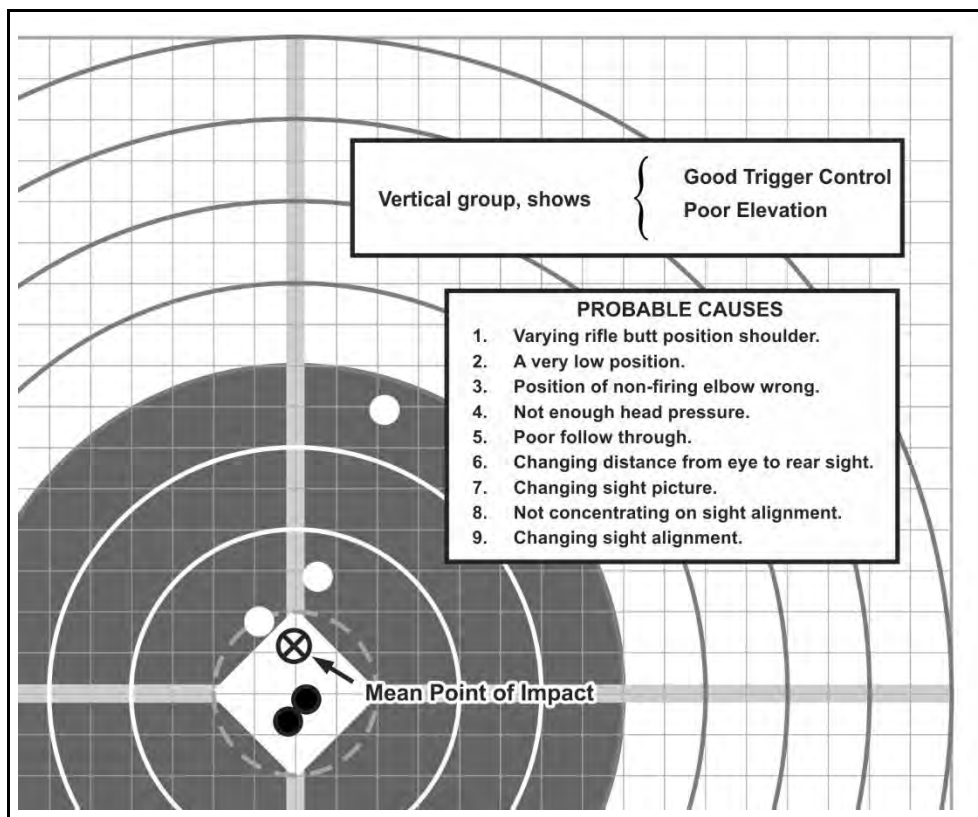 Vertical group, shows { Good Trigger Control
Poor Elevation
PROBABLE CAUSES
1. Varying rifle butt position shoulder.
2. A very low position.
3. Position of non-firing elbow wrong.
4. Not enough head pressure.
5. Poor follow through.
6. Changing distance from eye to rear sight.
7. Changing sight picture.
8. Not concentrating on sight alignment.
9. Changing sight alignment.
Mean Point of Impact